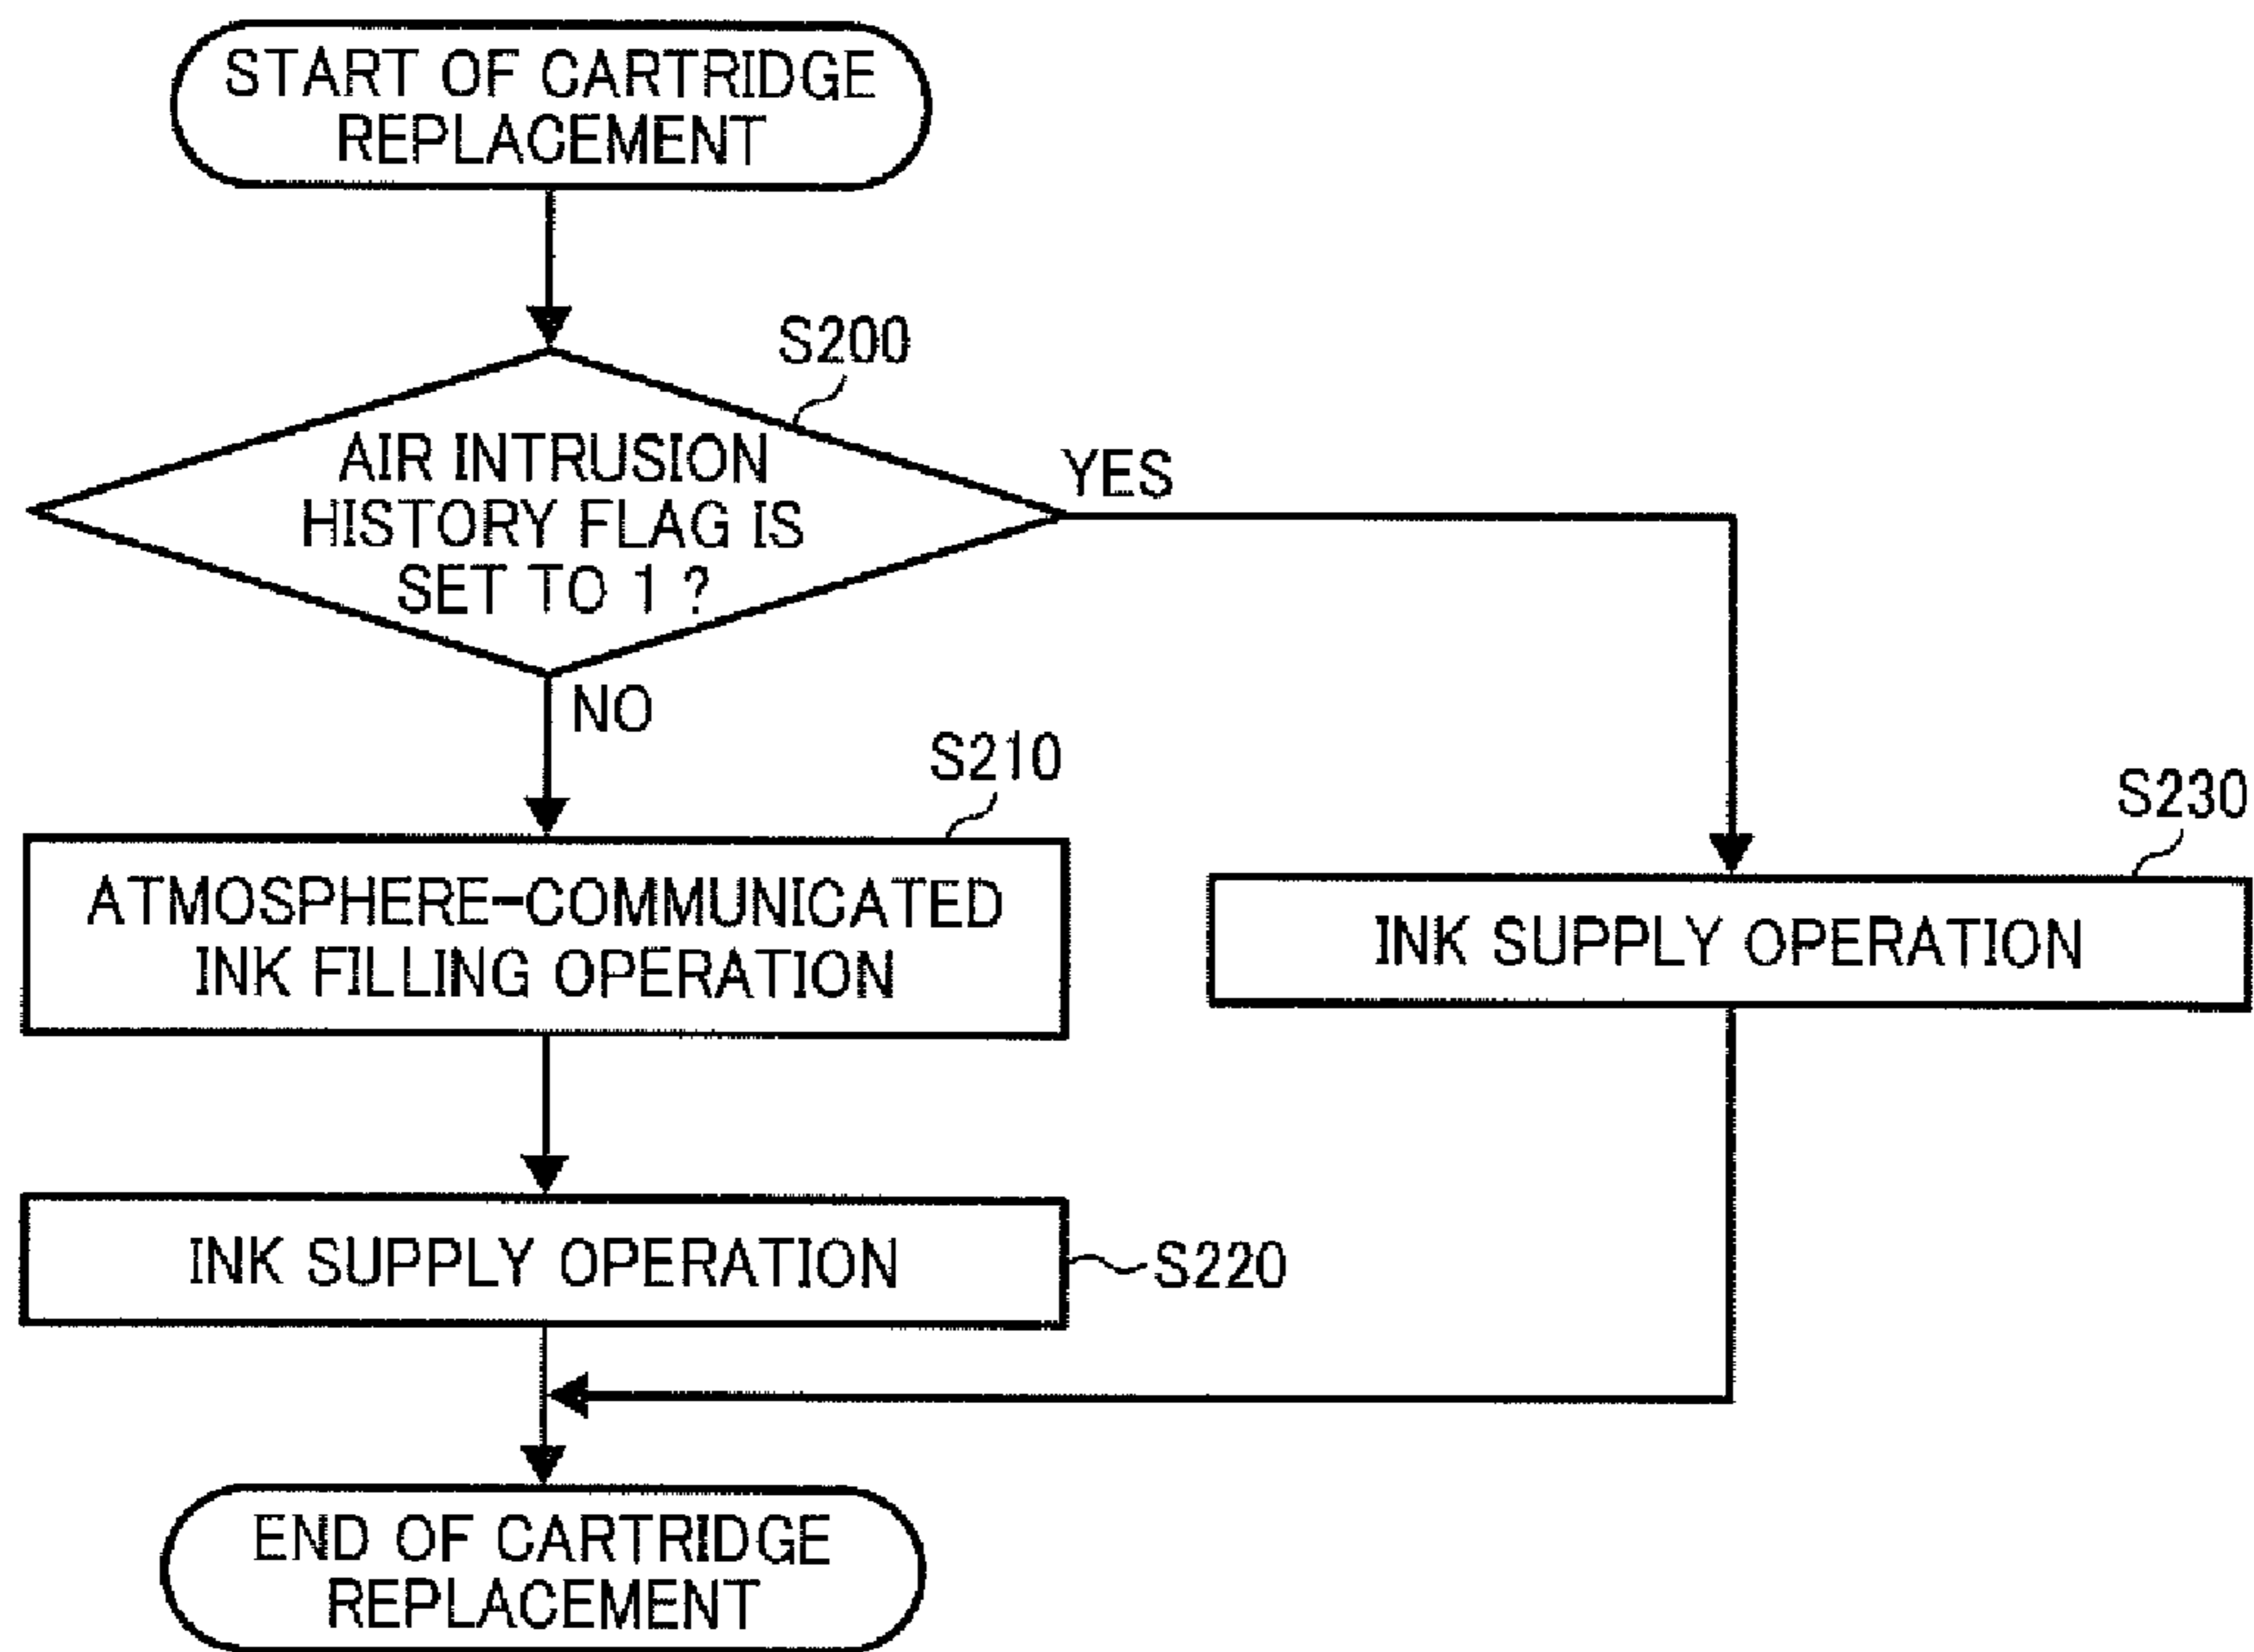 START OF CARTRIDGE
REPLACEMENT
S200
AIR INTRUSION
HISTORY FLAG IS
SET TO 1 ?
YES
NO
S210
ATMOSPHERE-COMMUNICATED
INK FILLING OPERATION
S230
INK SUPPLY OPERATION
INK SUPPLY OPERATION
S220
END OF CARTRIDGE
REPLACEMENT